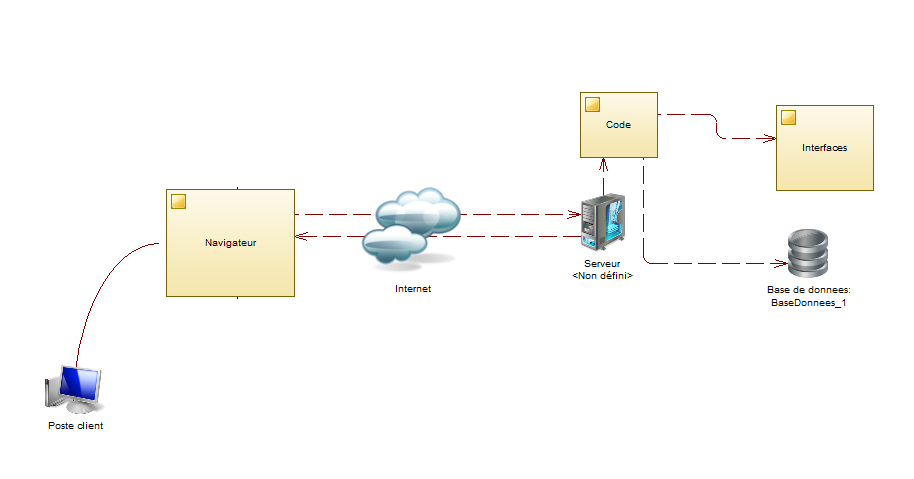 Code
Interfaces
Navigateur
Serveur
<Non défini>
Internet
Base de donnees:
BaseDonnees_1
Poste client